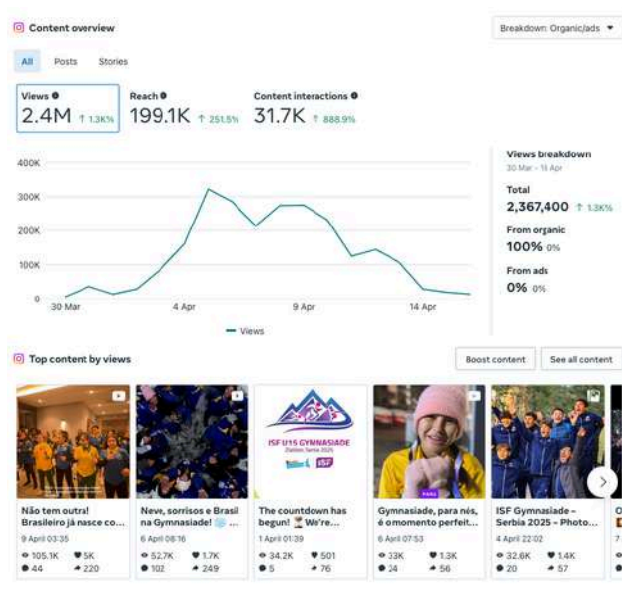 Content overview
Breakdown: Organic/ads
All Posts Stories
Views Reach Content interactions
2.4M ↑ 1.3K% 199.1K ↑ 251.5% 31.7K ↑ 888.9%
400K
300K
200K
100K
0
30 Mar 4 Apr 9 Apr 14 Apr
Views
Views breakdown
Total
2,367,400 ↑ 1.3K%
From organic
100% 0%
From ads
0% 0%
Top content by views
Boost content See all content
ISF U15 GYMNASIADE
Zlatibor, Serbia 2025
ISF
PARÁ
Não tem outra!
Brasileiro já nasce co...
9 April 03:35
105.1K 5K
44 220
Neve, sorrisos e Brasil
na Gymnasiade! ...
6 April 08:16
52.7K 1.7K
102 249
The countdown has
begun! ⏳ We're...
1 April 01:39
34.2K 501
5 76
Gymnasiade, para nós,
é o momento perfeit...
6 April 07:53
33K 1.3K
24 56
ISF Gymnasiade –
Serbia 2025 – Photo...
4 April 22:02
32.6K 1.4K
20 57